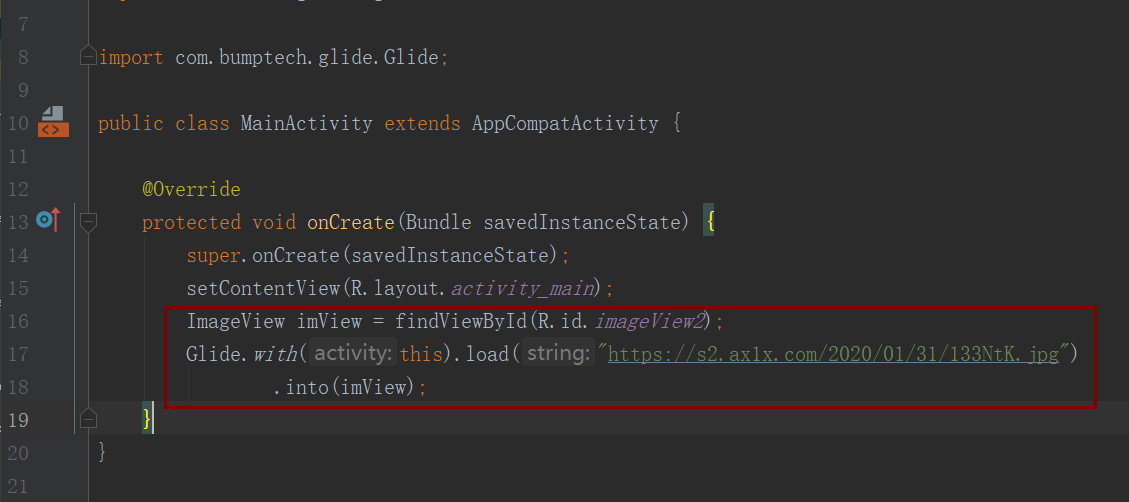 7
8 import com.bumptech.glide.Glide;
9
10 public class MainActivity extends AppCompatActivity {
11
12 @Override
13 protected void onCreate(Bundle savedInstanceState) {
14 super.onCreate(savedInstanceState);
15 setContentView(R.layout.activity_main);
16 ImageView imView = findViewById(R.id.imageView2);
17 Glide.with( activity: this).load( string: "https://s2.ax1x.com/2020/01/31/133NtK.jpg")
18 .into(imView);
19 }
20 }
21